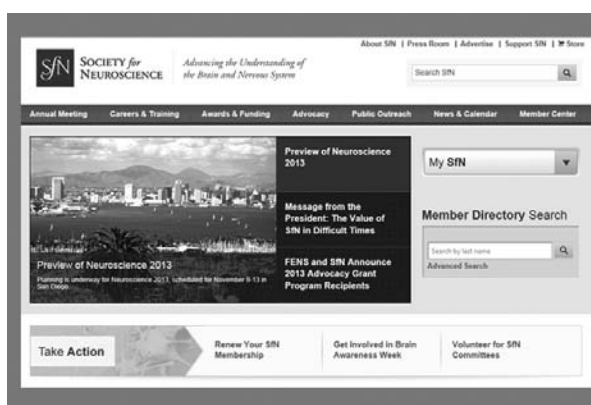 About SfN | Press Room | Advertise | Support SfN | Store
SfN
SOCIETY for
NEUROSCIENCE
Advancing the Understanding of
the Brain and Nervous System
Search SfN
Annual Meeting Careers & Training Awards & Funding Advocacy Public Outreach News & Calendar Member Center
Preview of Neuroscience 2013
Planning is underway for Neuroscience 2013, scheduled for November 9-13 in
San Diego.
Preview of Neuroscience
2013
Message from the
President: The Value of
SfN in Difficult Times
FENS and SfN Announce
2013 Advocacy Grant
Program Recipients
My SfN
Member Directory Search
Search by last name
Advanced Search
Take Action
Renew Your SfN
Membership
Get Involved in Brain
Awareness Week
Volunteer for SfN
Committees